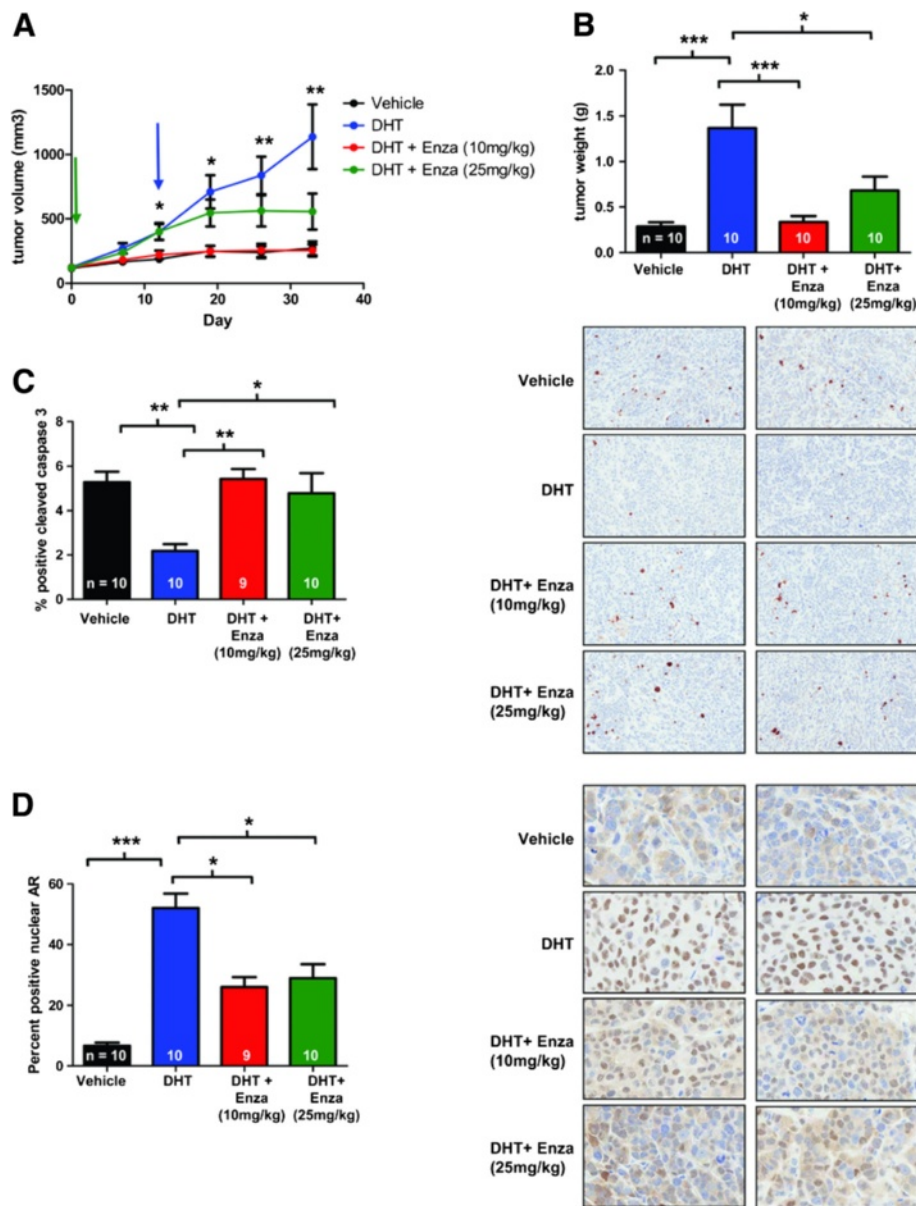 A
1500
1000
500
0
tumor volume (mm3)
0
10
20
30
40
Day
*
*
**
**
Vehicle
DHT
DHT + Enza (10mg/kg)
DHT + Enza (25mg/kg)
B
*
***
***
2.0
1.5
1.0
0.5
0.0
tumor weight (g)
n = 10
10
10
10
Vehicle
DHT
DHT +
Enza
(10mg/kg)
DHT+
Enza
(25mg/kg)
C
*
**
**
8
6
4
2
0
% positive cleaved caspase 3
n = 10
10
9
10
Vehicle
DHT
DHT +
Enza
(10mg/kg)
DHT+
Enza
(25mg/kg)
Vehicle
DHT
DHT+ Enza
(10mg/kg)
DHT+ Enza
(25mg/kg)
D
*
***
*
60
40
20
0
Percent positive nuclear AR
n = 10
10
9
10
Vehicle
DHT
DHT +
Enza
(10mg/kg)
DHT+
Enza
(25mg/kg)
Vehicle
DHT
DHT+ Enza
(10mg/kg)
DHT+ Enza
(25mg/kg)